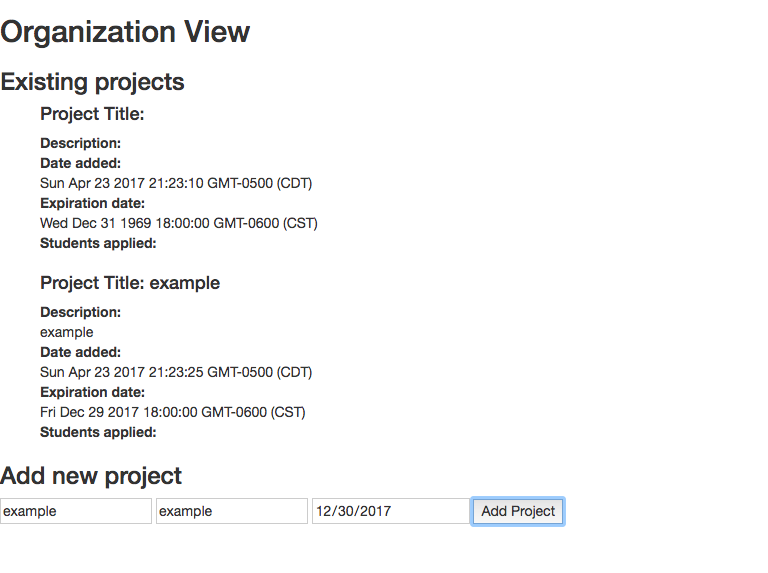 Organization View
Existing projects
Project Title:
Description:
Date added:
Sun Apr 23 2017 21:23:10 GMT-0500 (CDT)
Expiration date:
Wed Dec 31 1969 18:00:00 GMT-0600 (CST)
Students applied:
Project Title: example
Description:
example
Date added:
Sun Apr 23 2017 21:23:25 GMT-0500 (CDT)
Expiration date:
Fri Dec 29 2017 18:00:00 GMT-0600 (CST)
Students applied:
Add new project
example example 12/30/2017 Add Project